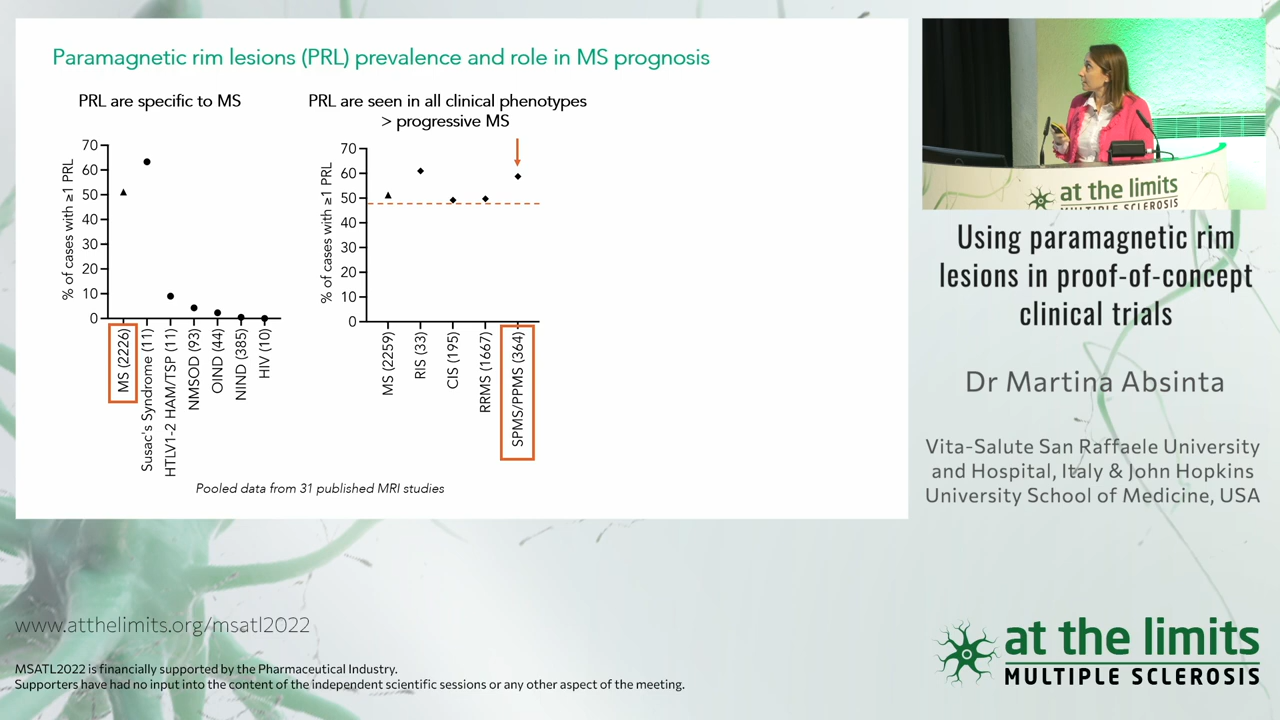 Paramagnetic rim lesions (PRL) prevalence and role in MS prognosis
PRL are specific to MS
% of cases with ≥1 PRL
70
60
50
40
30
20
10
0
MS (2226)
Susac's Syndrome (11)
HTLV1-2 HAM/TSP (11)
NMSOD (93)
OIND (44)
NIND (385)
HIV (10)
PRL are seen in all clinical phenotypes
> progressive MS
% of cases with ≥1 PRL
70
60
50
40
30
20
10
0
MS (2259)
RIS (33)
CIS (195)
RRMS (1667)
SPMS/PPMS (364)
Pooled data from 31 published MRI studies
at the limits
MULTIPLE SCLEROSIS
Using paramagnetic rim
lesions in proof-of-concept
clinical trials
Dr Martina Absinta
Vita-Salute San Raffaele University
and Hospital, Italy & John Hopkins
University School of Medicine, USA
www.atthelimits.org/msatl2022
MSATL2022 is financially supported by the Pharmaceutical Industry.
Supporters have had no input into the content of the independent scientific sessions or any other aspect of the meeting.
at the limits
MULTIPLE SCLEROSIS